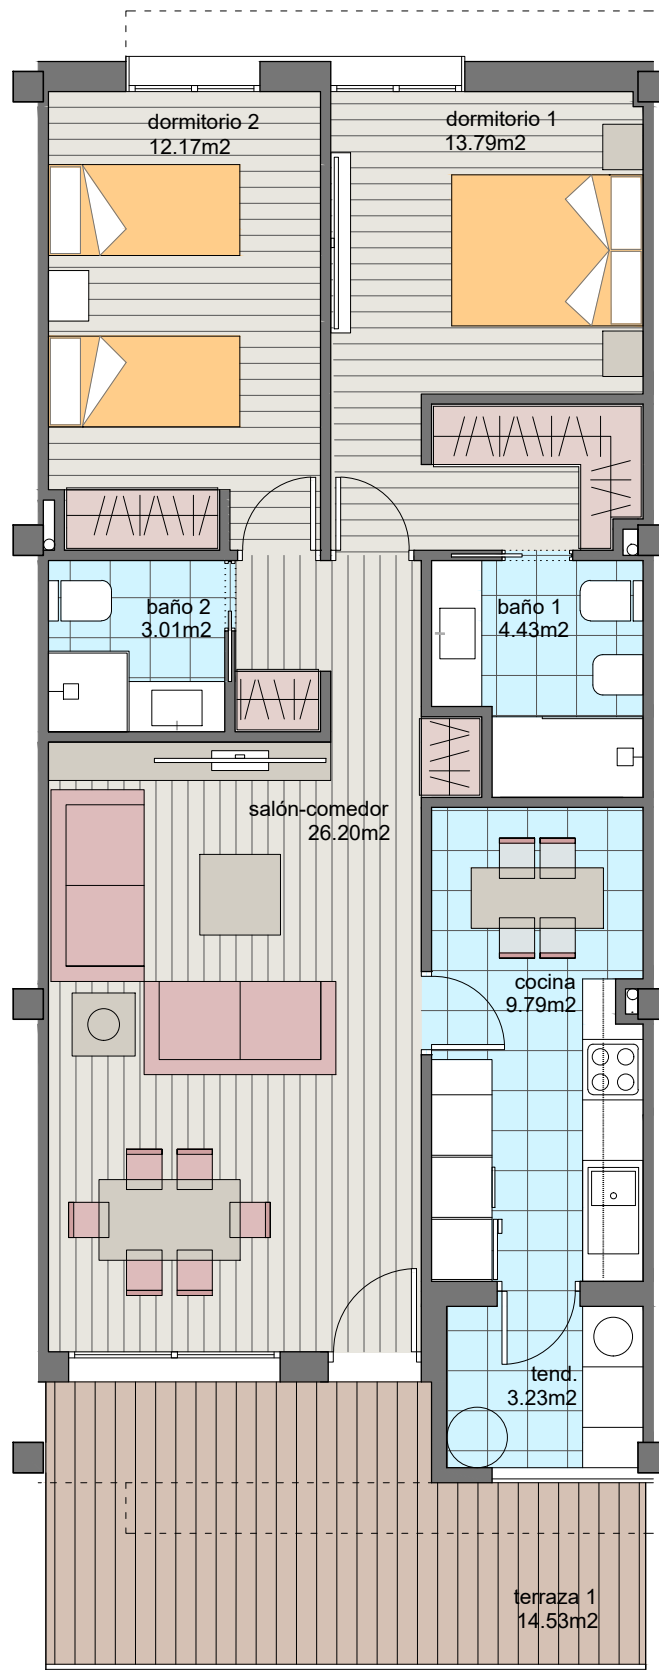 dormitorio 2
12.17m2
dormitorio 1
13.79m2
baño 2
3.01m2
baño 1
4.43m2
salón-comedor
26.20m2
cocina
9.79m2
tend.
3.23m2
terraza 1
14.53m2